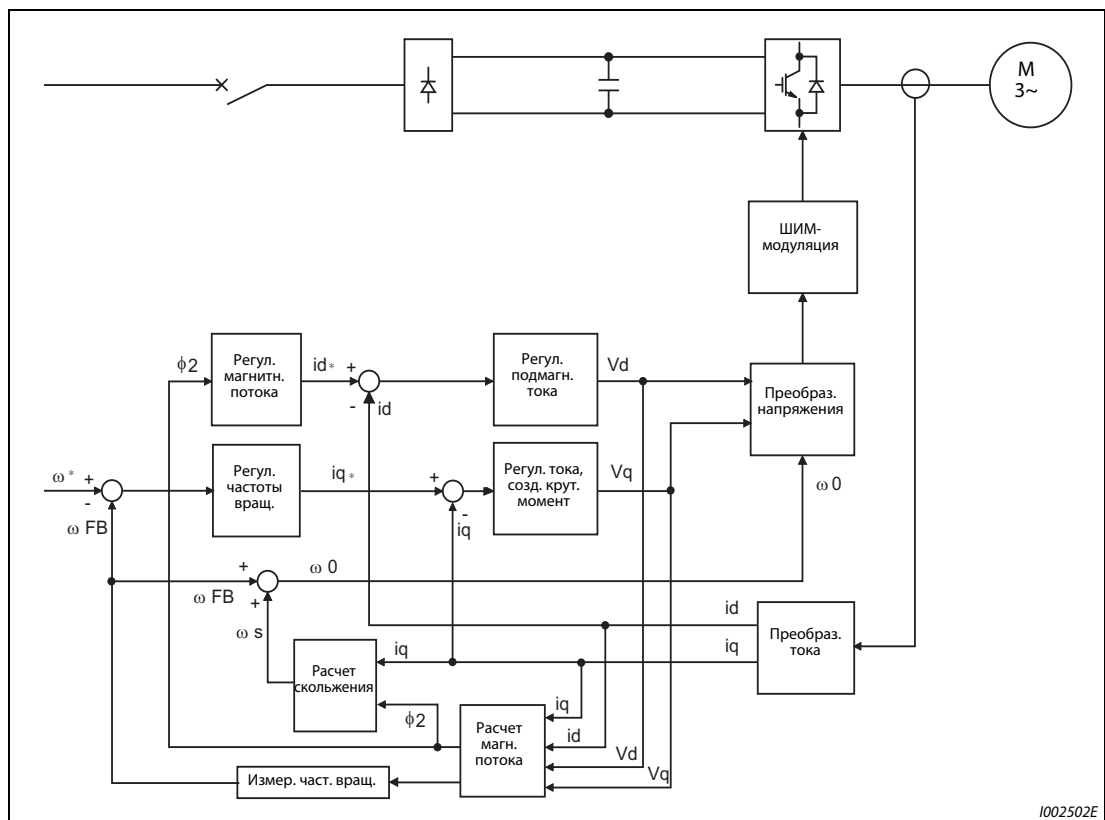 M
3~
ШИМ-
модуляция
ϕ2
Регул.
магнитн.
потока
id*
+
-
id
Регул.
подмагн.
тока
Vd
Преобраз.
напряжения
ω*
+
-
ω FB
Регул.
частоты
вращ.
iq*
+
-
iq
Регул. тока,
созд. крут.
момент
Vq
ω 0
+
ω FB
+
ω 0
ω s
Расчет
скольжения
iq
ϕ2
id
iq
Преобраз.
тока
Расчет
магн.
потока
iq
id
Vd
Vq
Измер. част. вращ.
I002502E